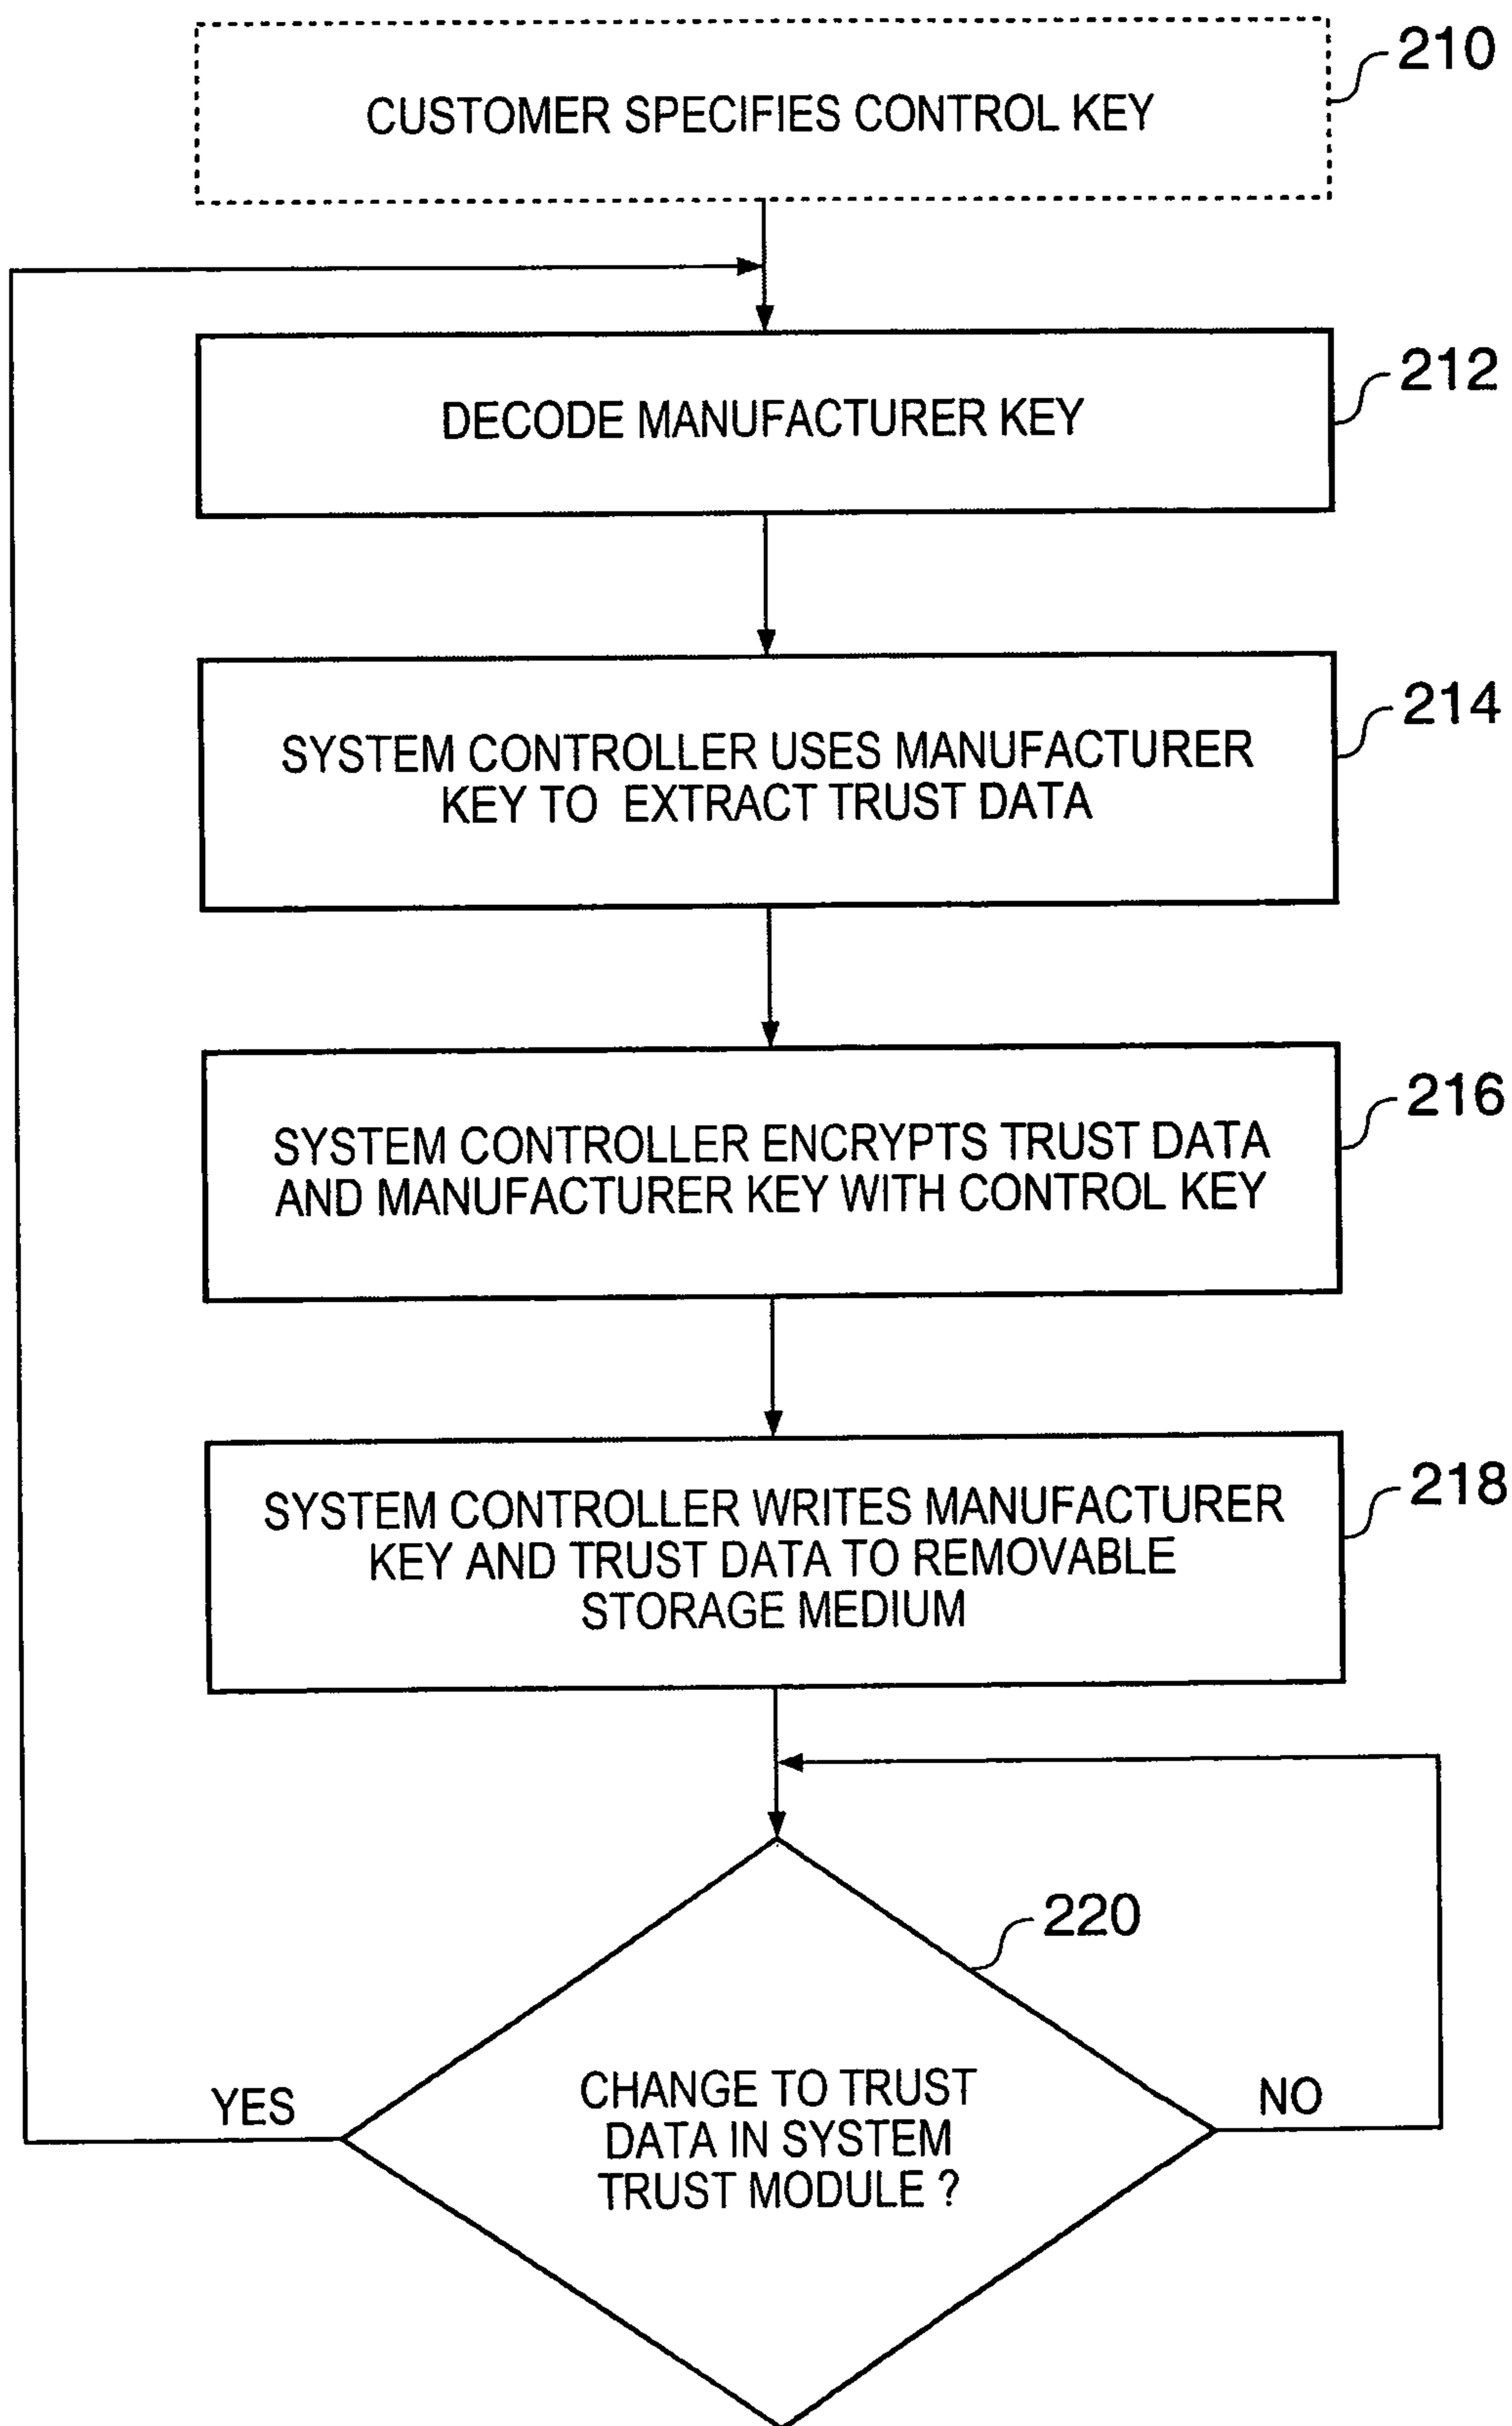 CUSTOMER SPECIFIES CONTROL KEY
210
DECODE MANUFACTURER KEY
212
SYSTEM CONTROLLER USES MANUFACTURER
KEY TO EXTRACT TRUST DATA
214
SYSTEM CONTROLLER ENCRYPTS TRUST DATA
AND MANUFACTURER KEY WITH CONTROL KEY
216
SYSTEM CONTROLLER WRITES MANUFACTURER
KEY AND TRUST DATA TO REMOVABLE
STORAGE MEDIUM
218
220
CHANGE TO TRUST
DATA IN SYSTEM
TRUST MODULE ?
YES
NO